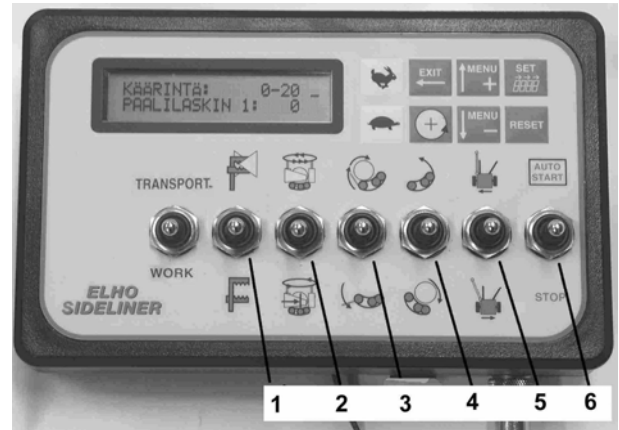 KÄÄRINTÄ: 0-20 _
PAALILASKIN 1: 0
EXIT
MENU
+
SET
MENU
-
RESET
TRANSPORT
AUTO
START
WORK
ELHO
SIDELINER
STOP
1 2 3 4 5 6